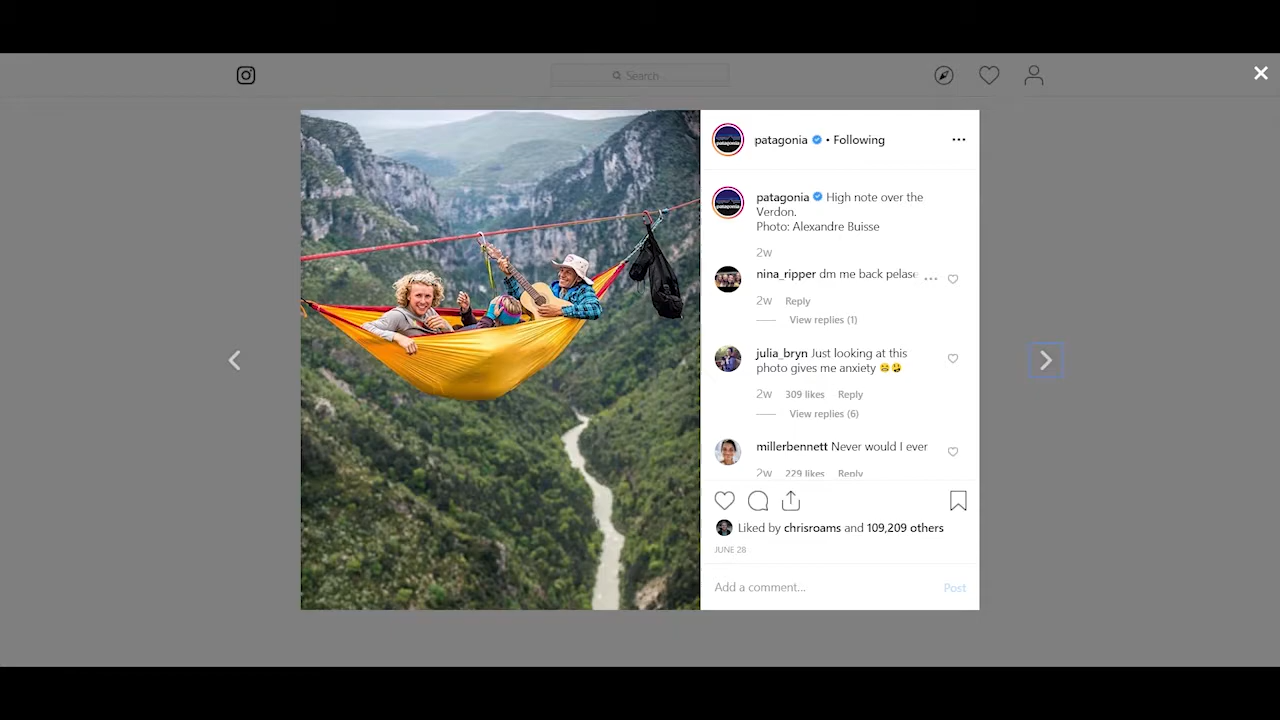 Search
patagonia • Following
patagonia High note over the
Verdon.
Photo: Alexandre Buisse
2w
nina_ripper dm me back pelase
2w Reply
View replies (1)
julia_bryn Just looking at this
photo gives me anxiety
2w 309 likes Reply
View replies (6)
millerbennett Never would I ever
2w 229 likes Reply
Liked by chrisroams and 109,209 others
JUNE 28
Add a comment... Post